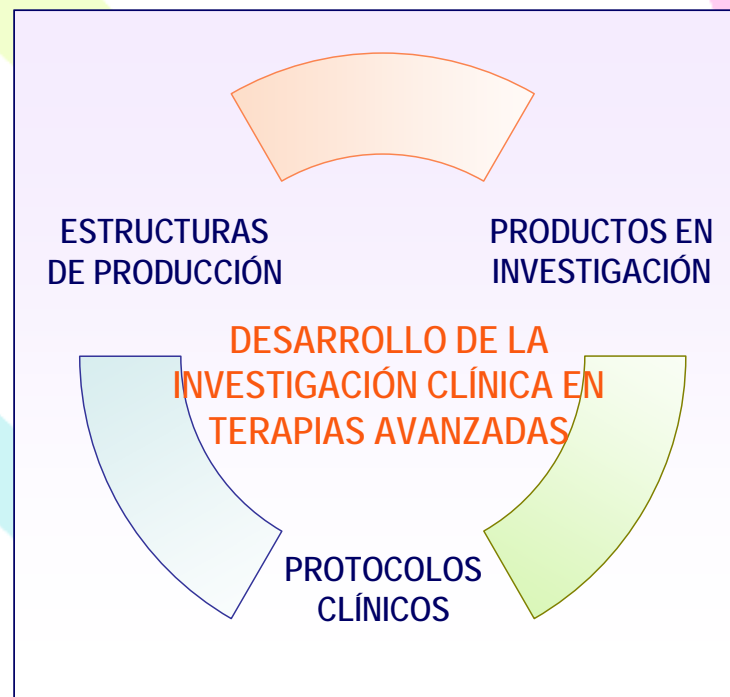 ESTRUCTURAS
DE PRODUCCIÓN
PRODUCTOS EN
INVESTIGACIÓN
DESARROLLO DE LA
INVESTIGACIÓN CLÍNICA EN
TERAPIAS AVANZADAS
PROTOCOLOS
CLÍNICOS